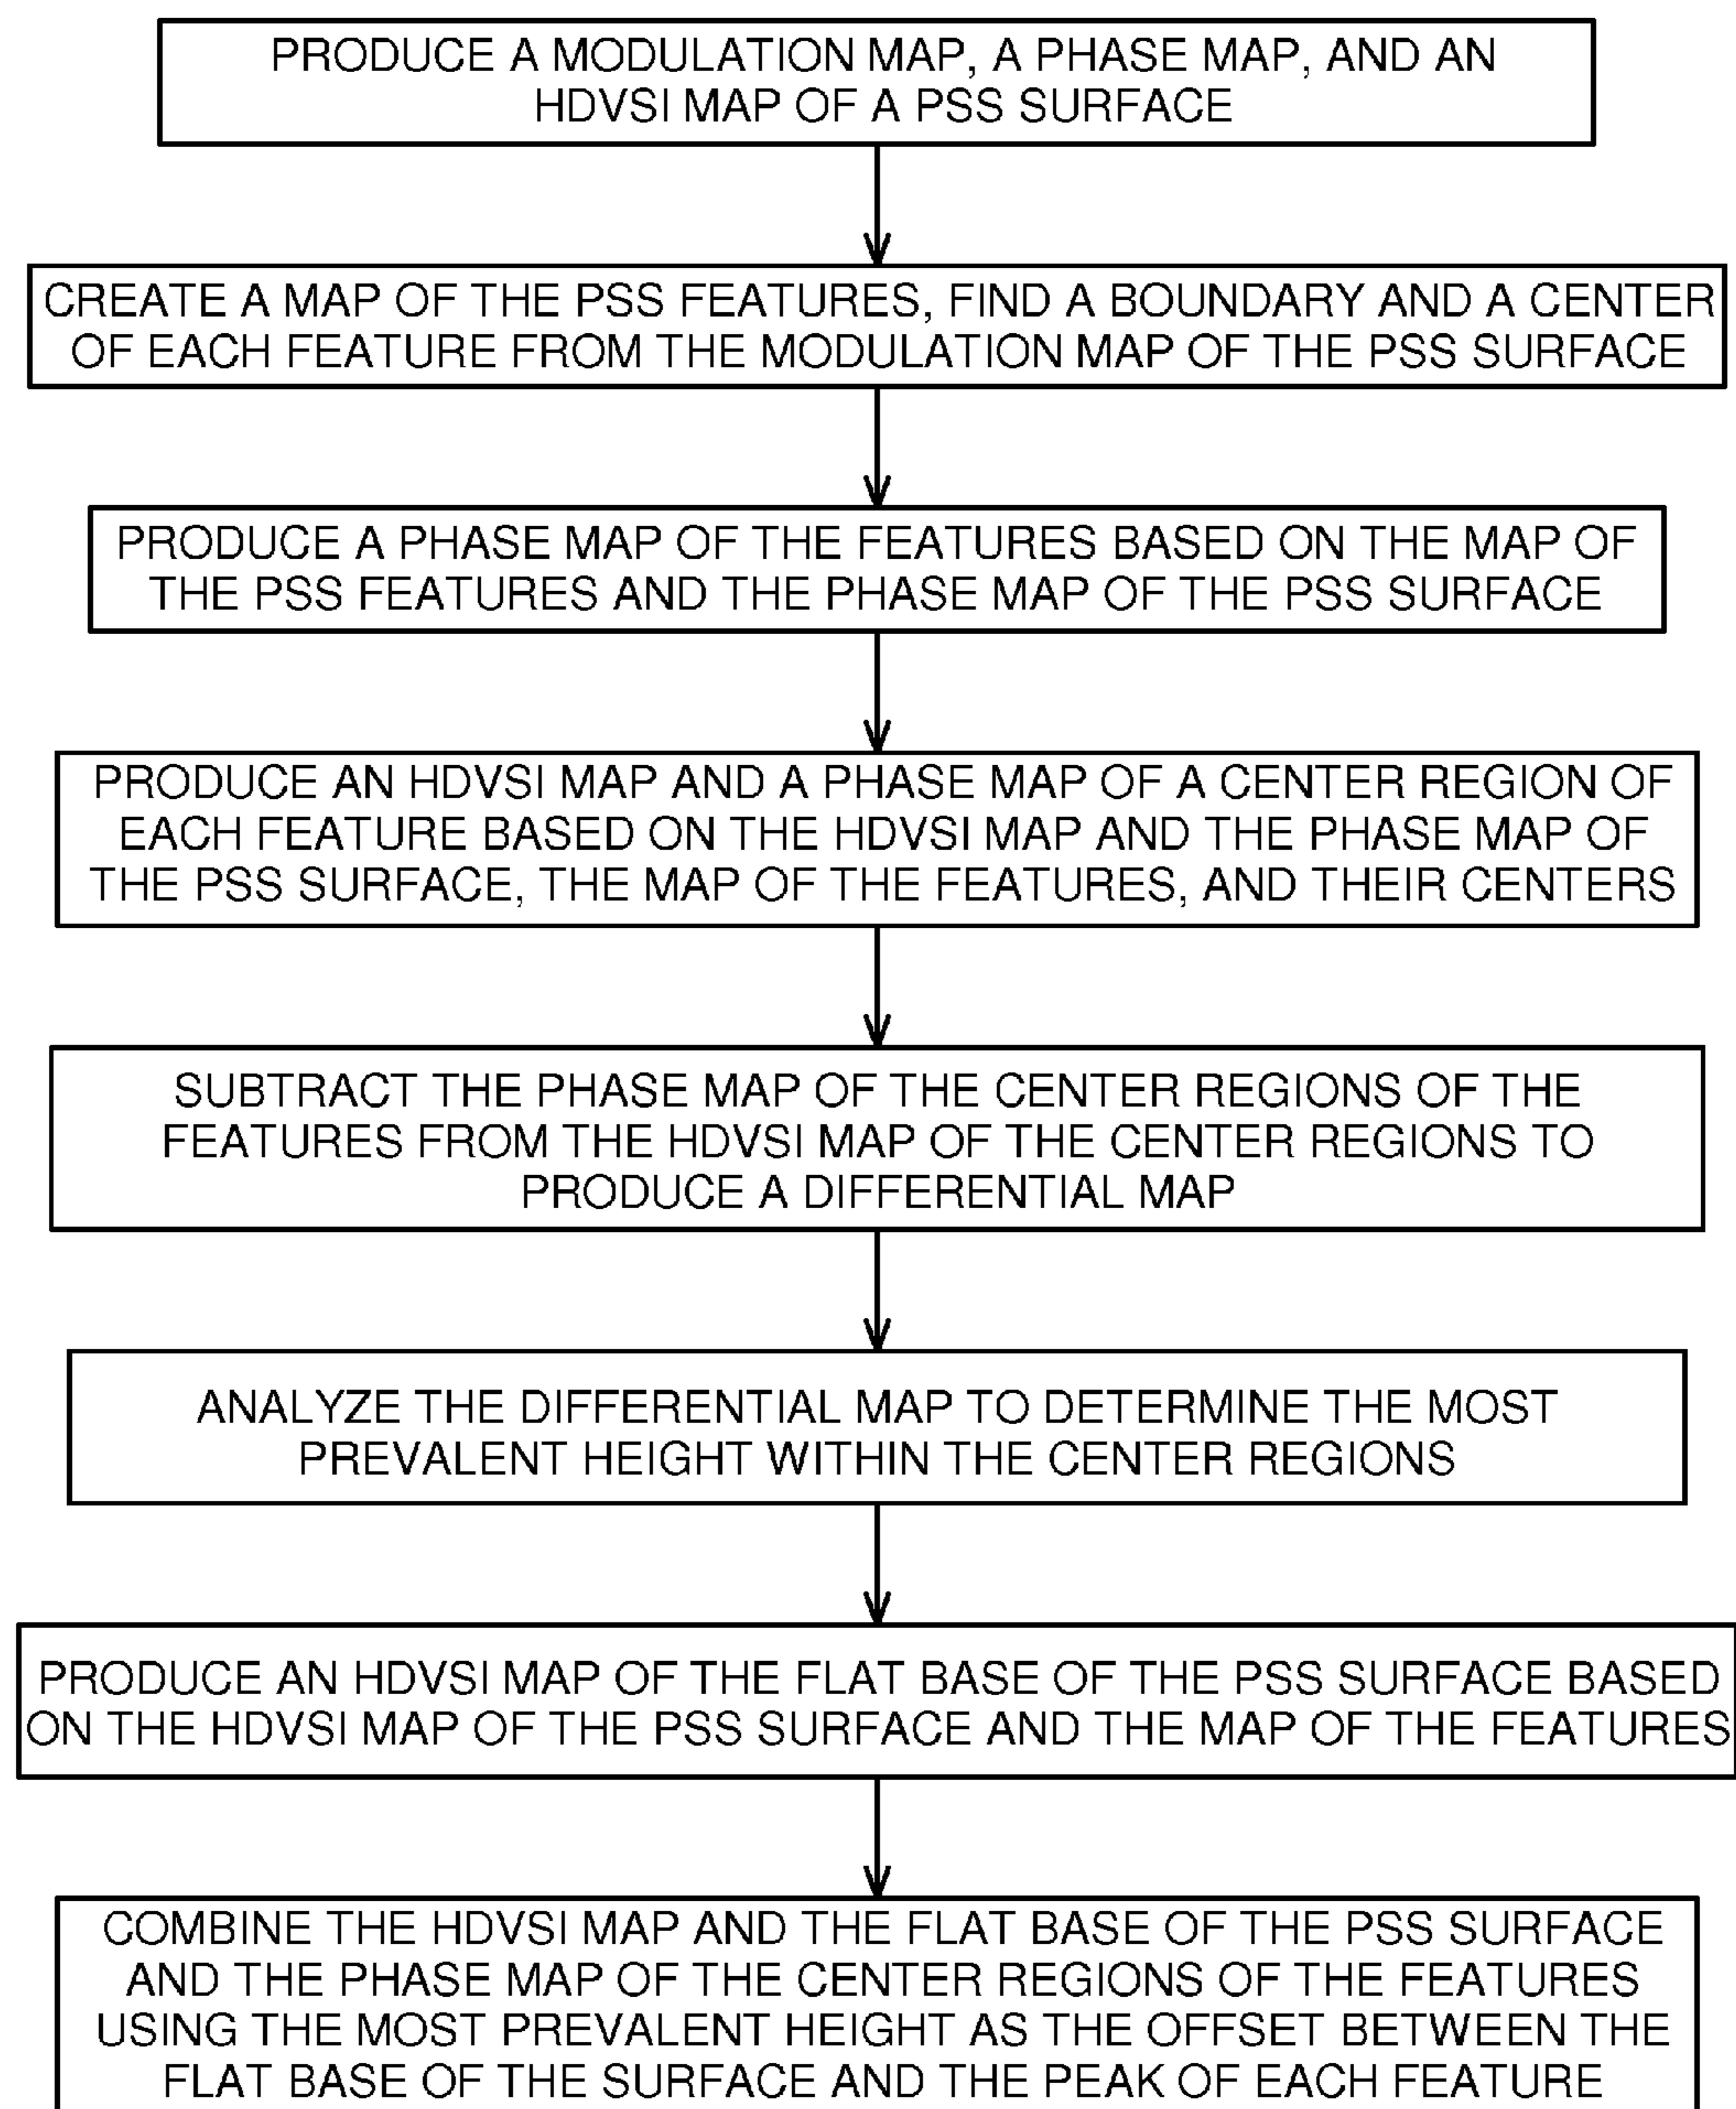 PRODUCE A MODULATION MAP, A PHASE MAP, AND AN
HDVSI MAP OF A PSS SURFACE
CREATE A MAP OF THE PSS FEATURES, FIND A BOUNDARY AND A CENTER
OF EACH FEATURE FROM THE MODULATION MAP OF THE PSS SURFACE
PRODUCE A PHASE MAP OF THE FEATURES BASED ON THE MAP OF
THE PSS FEATURES AND THE PHASE MAP OF THE PSS SURFACE
PRODUCE AN HDVSI MAP AND A PHASE MAP OF A CENTER REGION OF
EACH FEATURE BASED ON THE HDVSI MAP AND THE PHASE MAP OF
THE PSS SURFACE, THE MAP OF THE FEATURES, AND THEIR CENTERS
SUBTRACT THE PHASE MAP OF THE CENTER REGIONS OF THE
FEATURES FROM THE HDVSI MAP OF THE CENTER REGIONS TO
PRODUCE A DIFFERENTIAL MAP
ANALYZE THE DIFFERENTIAL MAP TO DETERMINE THE MOST
PREVALENT HEIGHT WITHIN THE CENTER REGIONS
PRODUCE AN HDVSI MAP OF THE FLAT BASE OF THE PSS SURFACE BASED
ON THE HDVSI MAP OF THE PSS SURFACE AND THE MAP OF THE FEATURES
COMBINE THE HDVSI MAP AND THE FLAT BASE OF THE PSS SURFACE
AND THE PHASE MAP OF THE CENTER REGIONS OF THE FEATURES
USING THE MOST PREVALENT HEIGHT AS THE OFFSET BETWEEN THE
FLAT BASE OF THE SURFACE AND THE PEAK OF EACH FEATURE